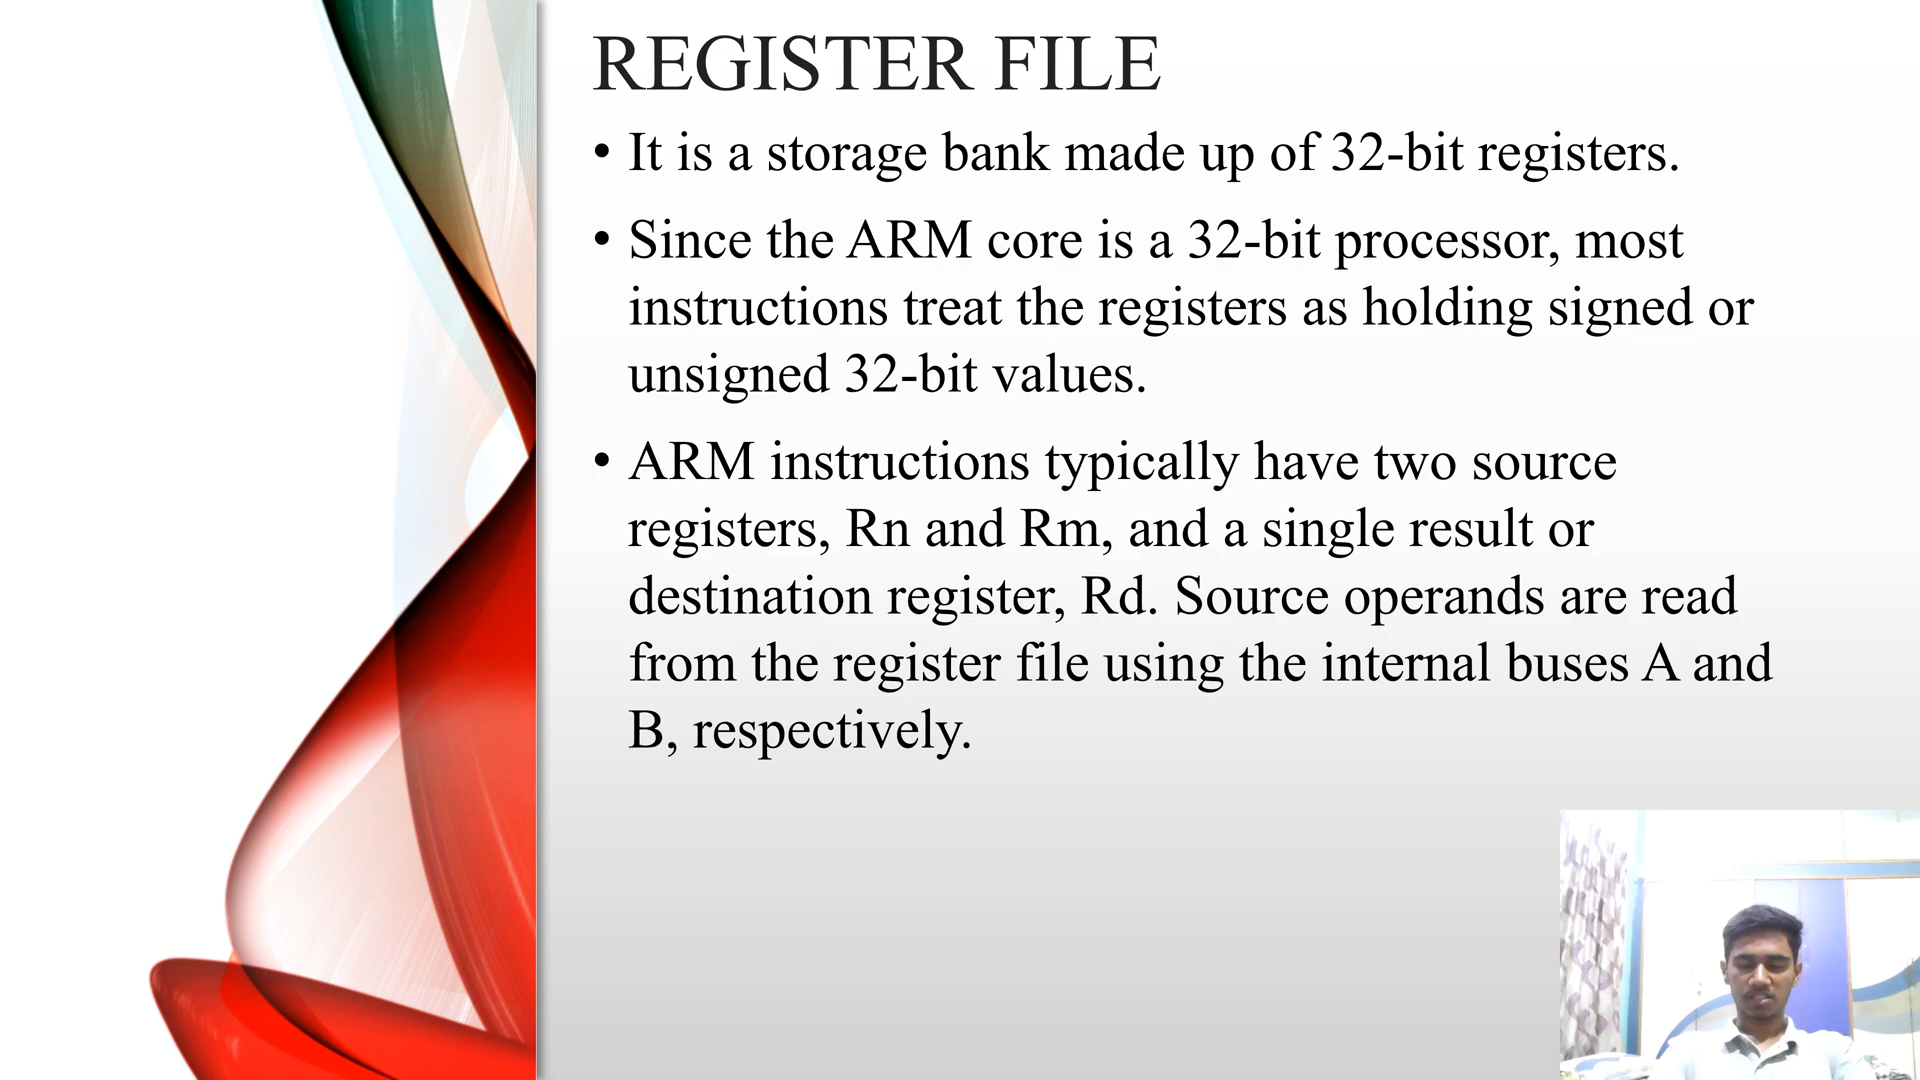 REGISTER FILE
• It is a storage bank made up of 32-bit registers.
• Since the ARM core is a 32-bit processor, most
instructions treat the registers as holding signed or
unsigned 32-bit values.
• ARM instructions typically have two source
registers, Rn and Rm, and a single result or
destination register, Rd. Source operands are read
from the register file using the internal buses A and
B, respectively.